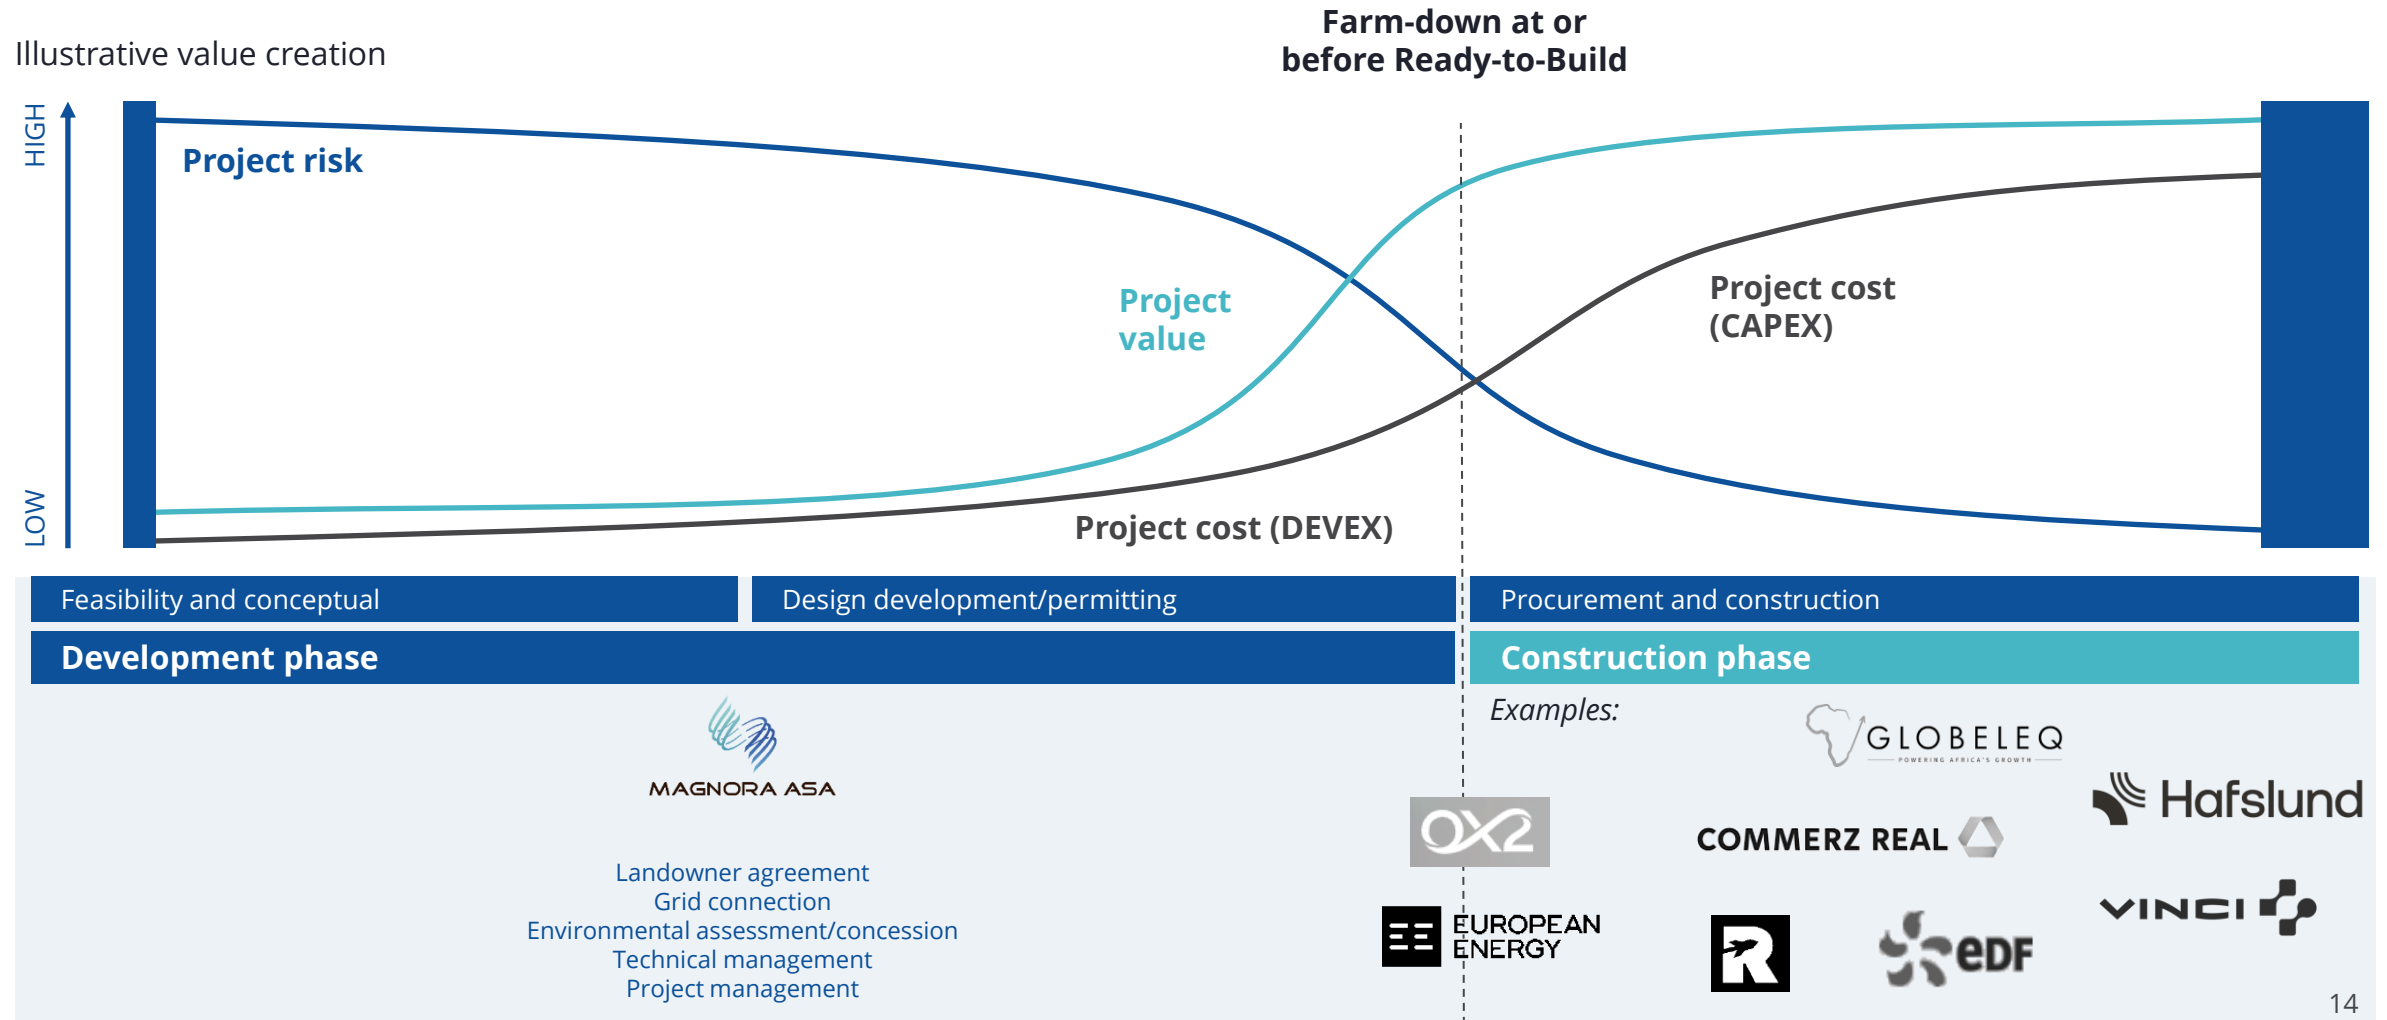 Farm-down at or
before Ready-to-Build
Illustrative value creation
HIGH
LOW
Project risk
Project
value
Project cost
(CAPEX)
Project cost (DEVEX)
Feasibility and conceptual
Design development/permitting
Procurement and construction
Development phase
Construction phase
MAGNORA ASA
Landowner agreement
Grid connection
Environmental assessment/concession
Technical management
Project management
Examples:
GLOBELEQ
POWERING AFRICA'S GROWTH
Hafslund
OX2
COMMERZ REAL
EUROPEAN
ENERGY
R
eDF
VINCI
14